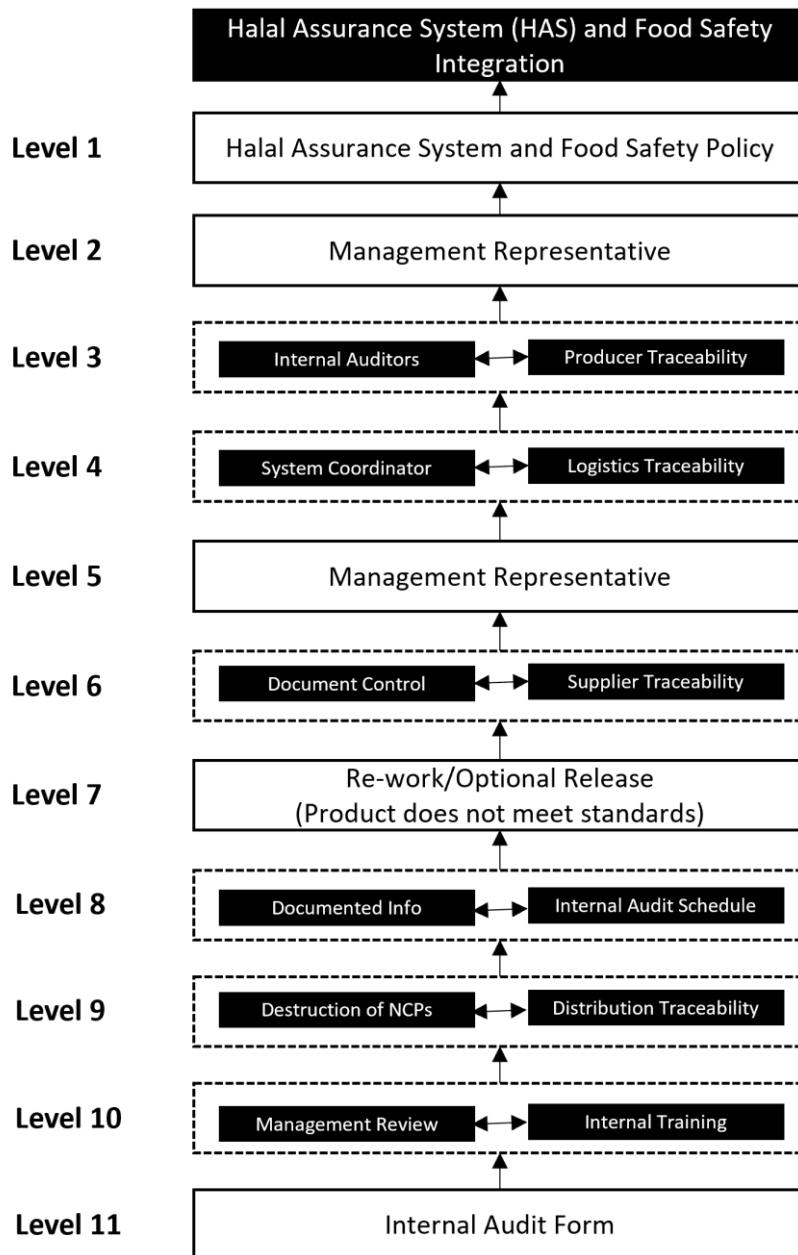 Halal Assurance System (HAS) and Food Safety
Integration
Level 1
Halal Assurance System and Food Safety Policy
Level 2
Management Representative
Level 3
Internal Auditors
Producer Traceability
Level 4
System Coordinator
Logistics Traceability
Level 5
Management Representative
Level 6
Document Control
Supplier Traceability
Level 7
Re-work/Optional Release
(Product does not meet standards)
Level 8
Documented Info
Internal Audit Schedule
Level 9
Destruction of NCPs
Distribution Traceability
Level 10
Management Review
Internal Training
Level 11
Internal Audit Form